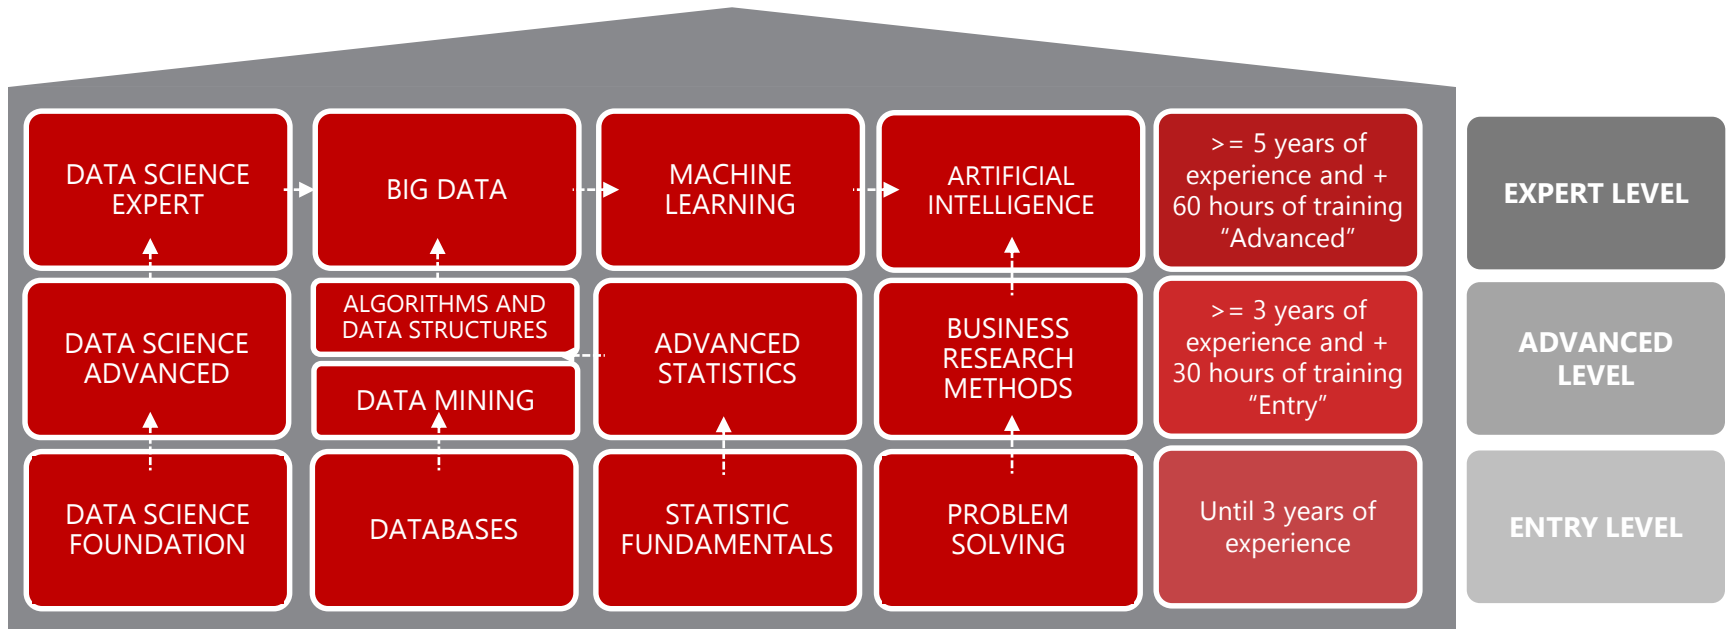 DATA SCIENCE
EXPERT
BIG DATA
MACHINE
LEARNING
ARTIFICIAL
INTELLIGENCE
>= 5 years of
experience and +
60 hours of training
“Advanced”
EXPERT LEVEL
DATA SCIENCE
ADVANCED
ALGORITHMS AND
DATA STRUCTURES
DATA MINING
ADVANCED
STATISTICS
BUSINESS
RESEARCH
METHODS
>= 3 years of
experience and +
30 hours of training
“Entry”
ADVANCED
LEVEL
DATA SCIENCE
FOUNDATION
DATABASES
STATISTIC
FUNDAMENTALS
PROBLEM
SOLVING
Until 3 years of
experience
ENTRY LEVEL